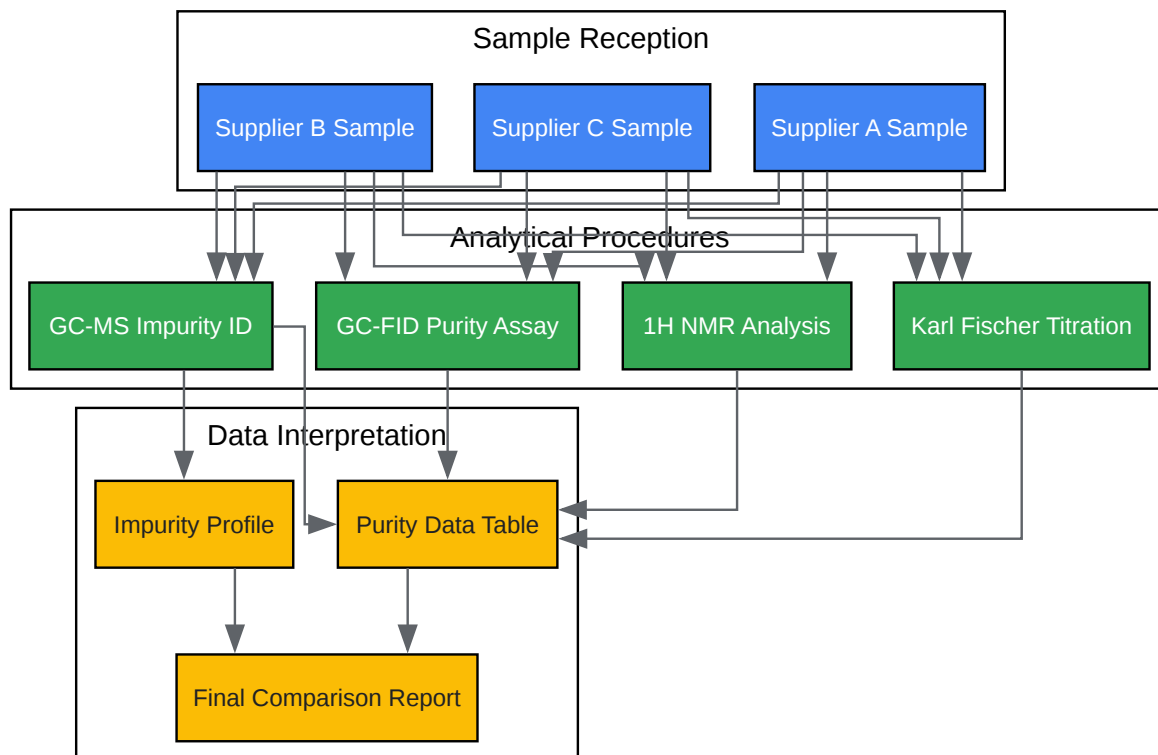 Sample Reception
Supplier B Sample
Supplier C Sample
Supplier A Sample
Analytical Procedures
GC-MS Impurity ID
GC-FID Purity Assay
1H NMR Analysis
Karl Fischer Titration
Data Interpretation
Impurity Profile
Purity Data Table
Final Comparison Report